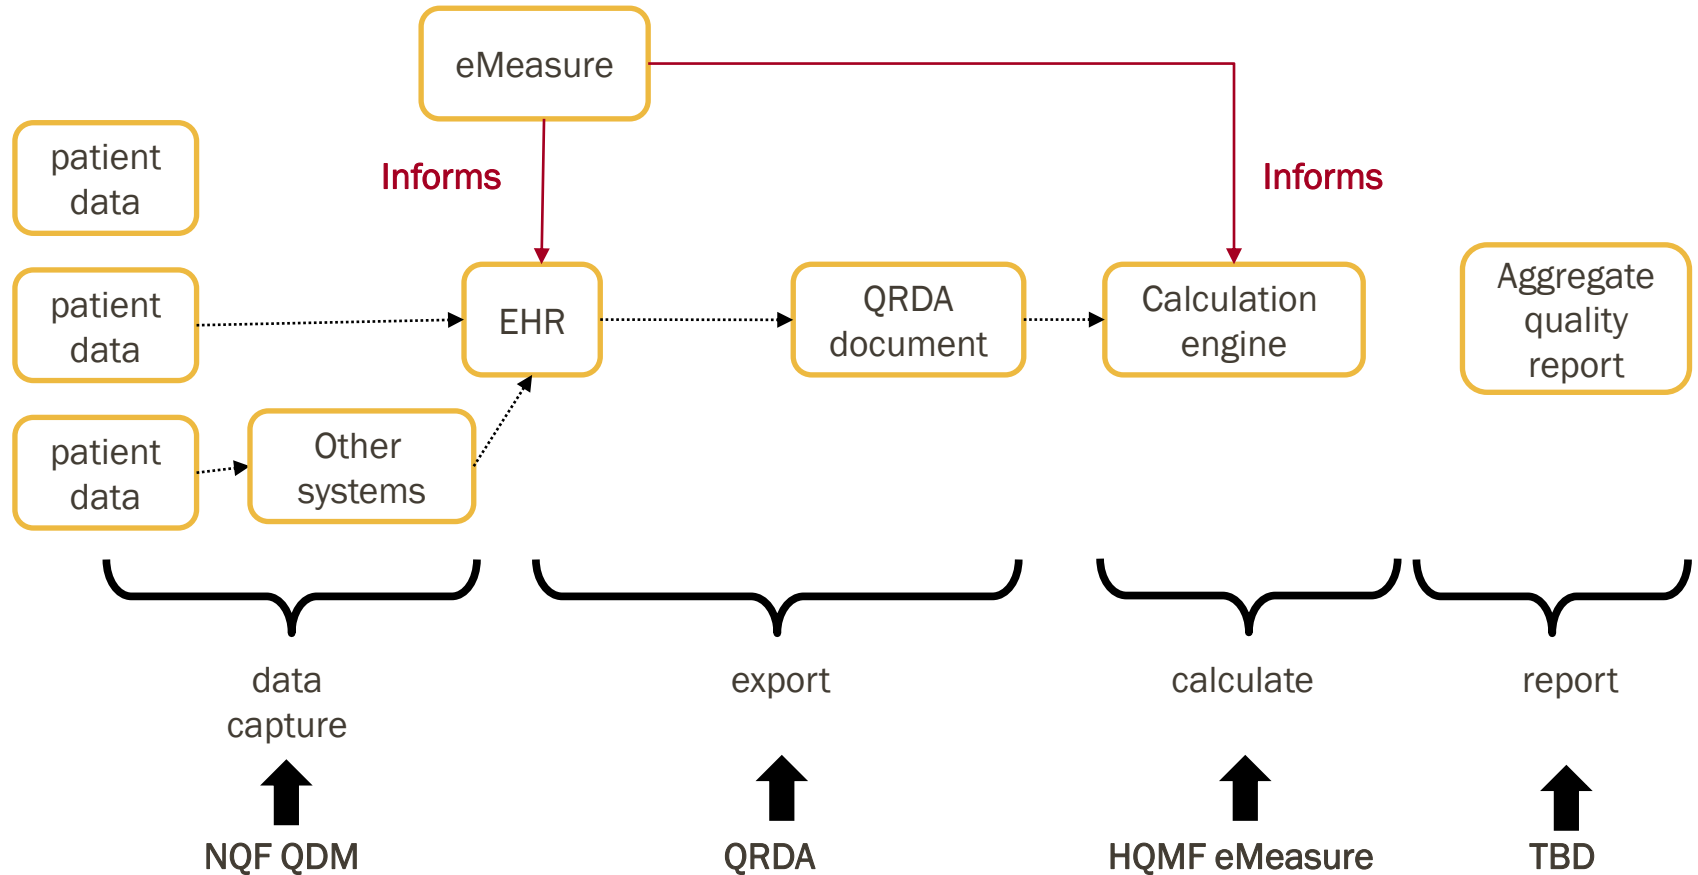 eMeasure
patient
data
Informs
Informs
patient
data
EHR
QRDA
document
Calculation
engine
Aggregate
quality
report
patient
data
Other
systems
data
capture
export
calculate
report
NQF QDM
QRDA
HQMF eMeasure
TBD